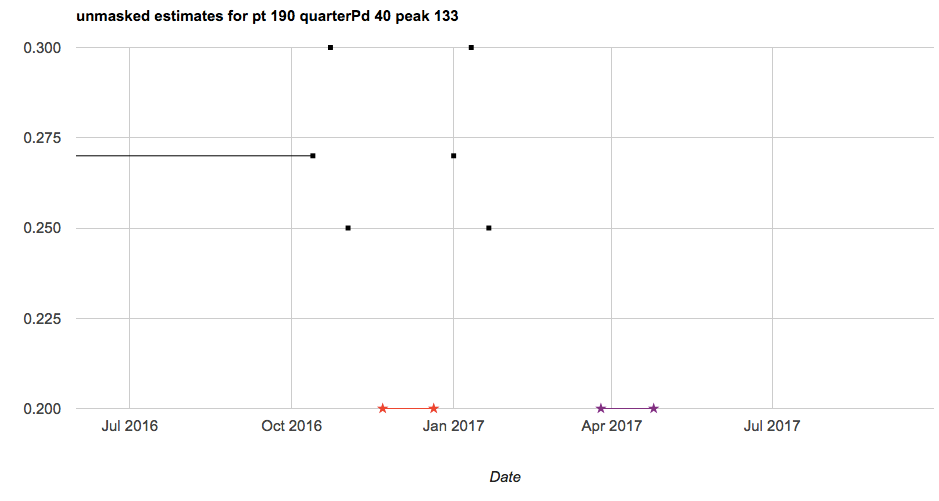 unmasked estimates for pt 190 quarterPd 40 peak 133
0.300
0.275
0.250
0.225
0.200
Jul 2016 Oct 2016 Jan 2017 Apr 2017 Jul 2017
Date